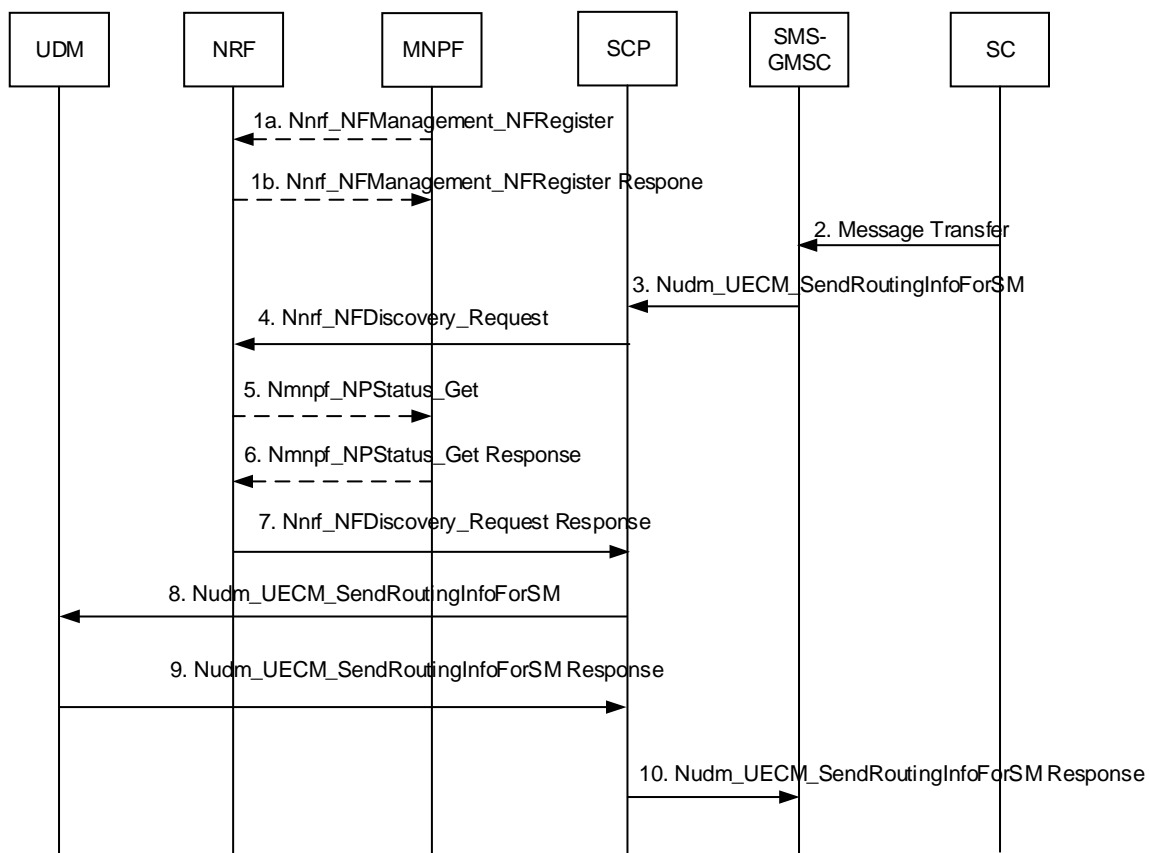 UDM
NRF
MNPF
SCP
SMS-
GMSC
SC
1a. Nnrf_NFManagement_NFRegister
1b. Nnrf_NFManagement_NFRegister Respone
2. Message Transfer
3. Nudm_UECM_SendRoutingInfoForSM
4. Nnrf_NFDiscovery_Request
5. Nmnpf_NPStatus_Get
6. Nmnpf_NPStatus_Get Response
7. Nnrf_NFDiscovery_Request Response
8. Nudm_UECM_SendRoutingInfoForSM
9. Nudm_UECM_SendRoutingInfoForSM Response
10. Nudm_UECM_SendRoutingInfoForSM Response